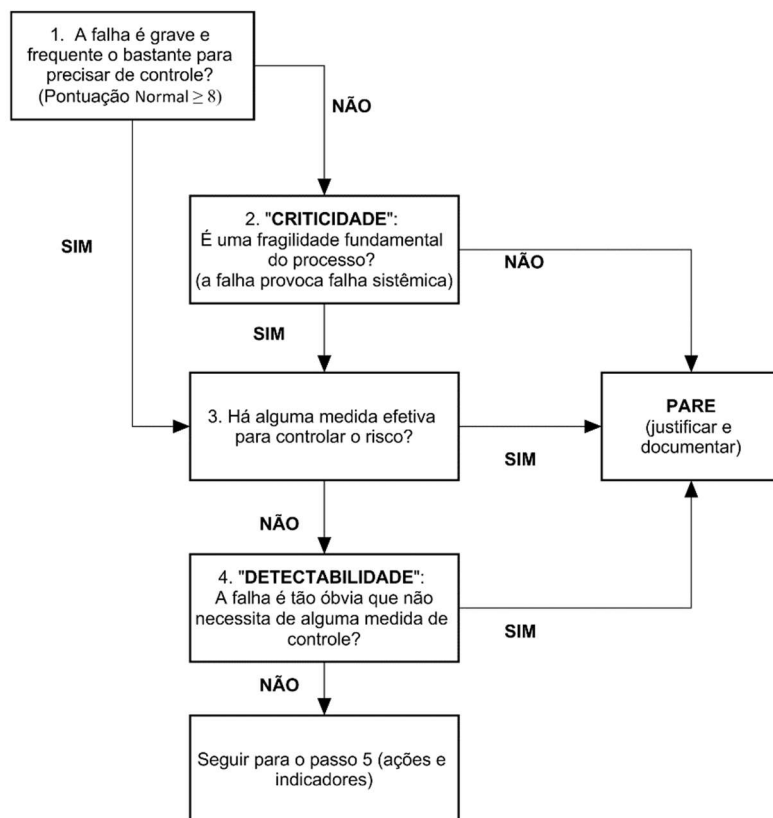 1. A falha é grave e
frequente o bastante para
precisar de controle?
(Pontuação Normal ≥ 8)
NÃO
SIM
2. "CRITICIDADE":
É uma fragilidade fundamental
do processo?
(a falha provoca falha sistêmica)
NÃO
SIM
3. Há alguma medida efetiva
para controlar o risco?
SIM
PARE
(justificar e
documentar)
NÃO
4. "DETECTABILIDADE":
A falha é tão óbvia que não
necessita de alguma medida de
controle?
SIM
NÃO
Seguir para o passo 5 (ações e
indicadores)